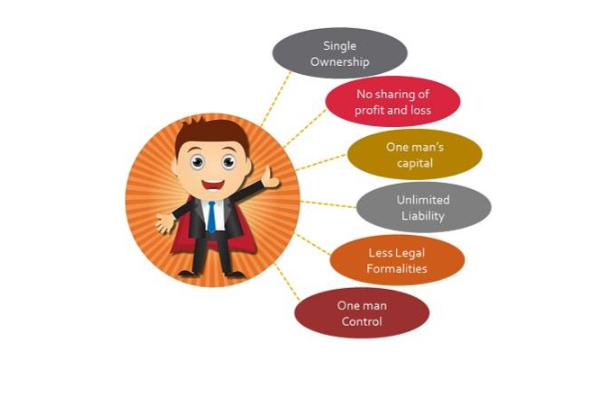 Single
Ownership
No sharing of
profit and loss
One man's
capital
Unlimited
Liability
Less Legal
Formalities
One man
Control